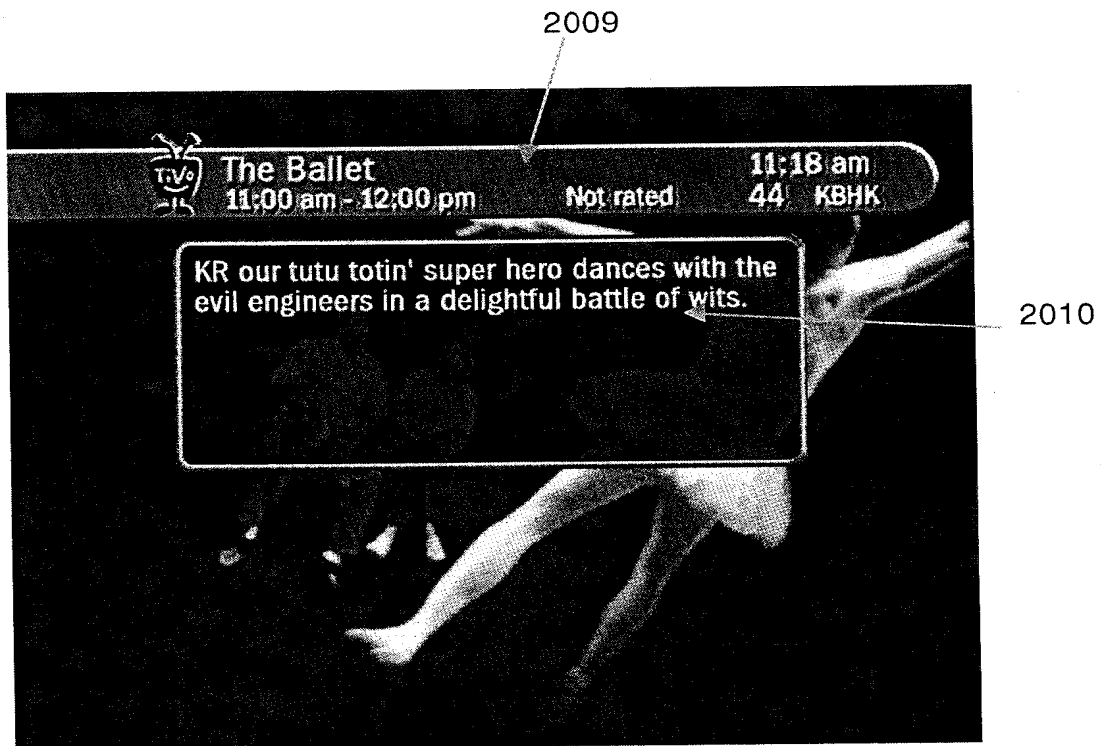 2009
TiVo
The Ballet
11:18 am
11:00 am - 12:00 pm Not rated 44 KBHK
KR our tutu totin' super hero dances with the
evil engineers in a delightful battle of wits.
2010